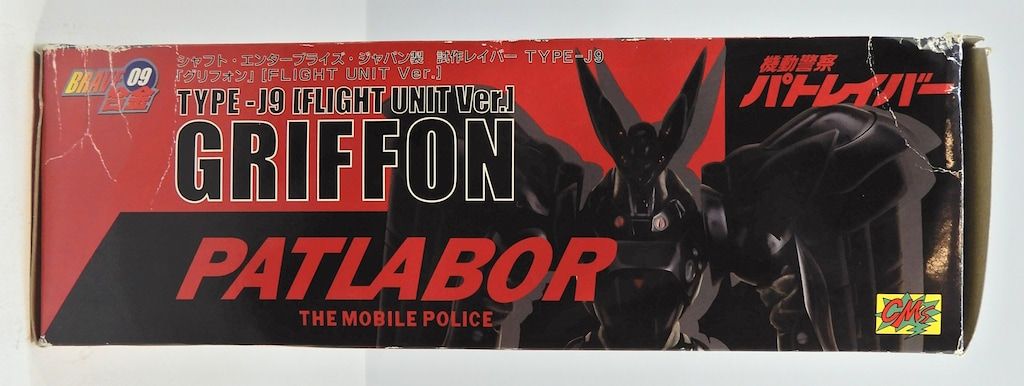 BRAVE 09
合金
シャフト・エンタープライズ・ジャパン製 試作レイバー TYPE-J9
「グリフォン」 [FLIGHT UNIT Ver.]
TYPE-J9 [FLIGHT UNIT Ver.]
GRIFFON
機動警察
パトレイバー
PATLABOR
THE MOBILE POLICE
CMs